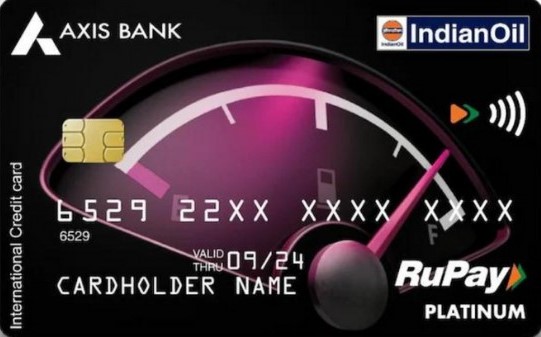 AXIS BANK
IndianOil
IndianOil
International Credit card
E
6529 22XX XXXX XXXX
6529
F
VALID
THRU 09/24
CARDHOLDER NAME
RuPay
PLATINUM